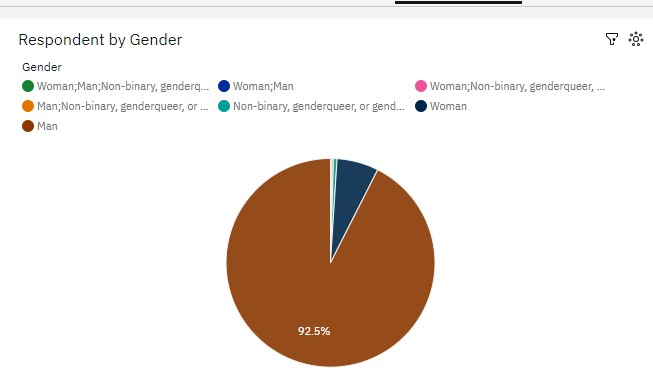 Respondent by Gender
Gender
Woman;Man;Non-binary, genderq... Woman;Man Woman;Non-binary, genderqueer, ...
Man;Non-binary, genderqueer, or ... Non-binary, genderqueer, or gend... Woman
Man
92.5%